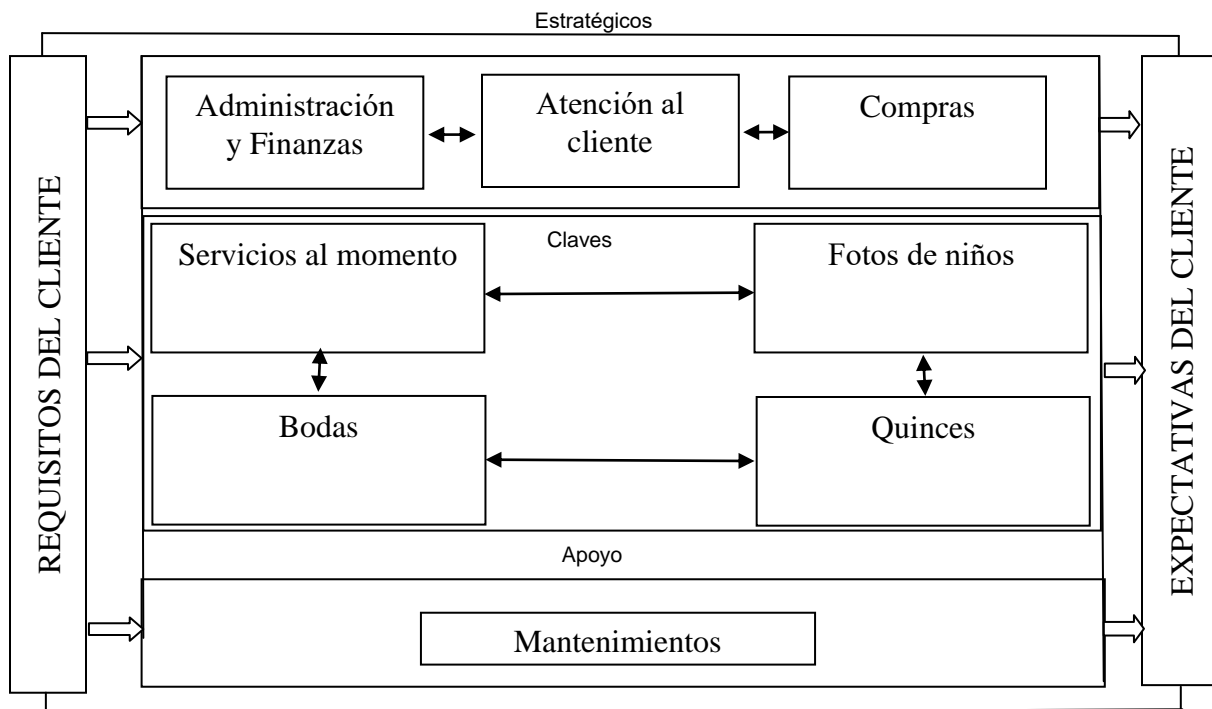 Estratégicos
REQUISITOS DEL CLIENTE
Administración
y Finanzas
Atención al
cliente
Compras
Claves
Servicios al momento
Fotos de niños
Bodas
Quinces
Apoyo
Mantenimientos
EXPECTATIVAS DEL CLIENTE